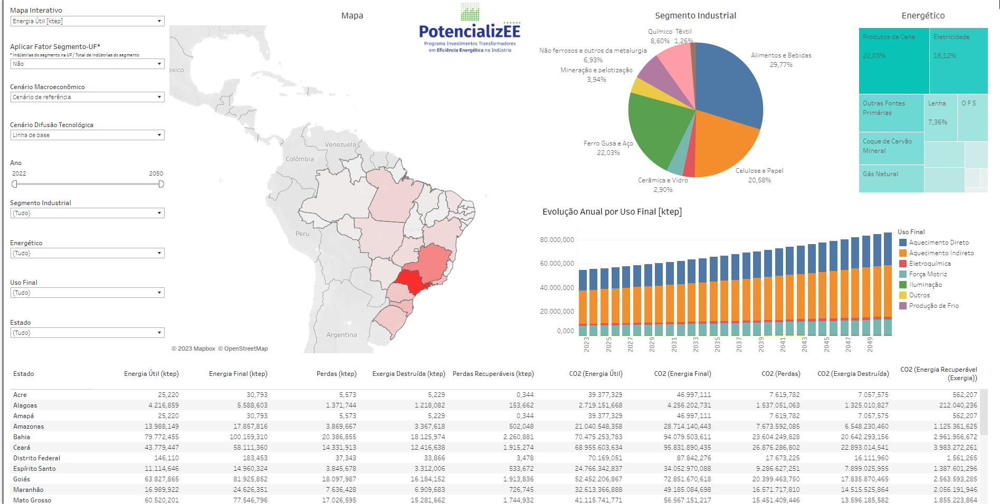 Mapa Interativo
Energia Útil [ktep]
Aplicar Fator Segmento-UF*
* Indústrias do segmento na UF / Total de indústrias do segmento
Não
Cenário Macroeconômico
Cenário de referência
Cenário Difusão Tecnológica
Linha de base
Ano
2022 2050
Segmento Industrial
(Tudo)
Energético
(Tudo)
Uso Final
(Tudo)
Estado
(Tudo)
Mapa
PotencializEE
Programa Investimentos Transformadores
em Eficiência Energética na Indústria
exico
Venezuela
Colômbia
Brazil
Peru
Argentina
© 2023 Mapbox © OpenStreetMap
Segmento Industrial
Químico
8,60%
Têxtil
1,26%
Não ferrosos e outros da metalurgia
6,93%
Mineração e pelotização
3,94%
Alimentos e Bebidas
29,77%
Ferro Gusa e Aço
22,03%
Celulose e Papel
20,58%
Cerâmica e Vidro
2,90%
Energético
Produtos da Cana
22,03%
Eletricidade
18,12%
Outras Fontes
Primárias
Lenha
7,36%
O F S
Coque de Carvão
Mineral
Gás Natural
Evolução Anual por Uso Final [ktep]
80.000,000
60.000,000
40.000,000
20.000,000
0,000
2023 2025 2027 2029 2031 2033 2035 2037 2039 2041 2043 2045 2047 2049
Uso Final
Aquecimento Direto
Aquecimento Indireto
Eletroquímica
Força Motriz
Iluminação
Outros
Produção de Frio
Estado Energia Útil (ktep) Energia Final (ktep) Perdas (ktep) Exergia Destruída (ktep) Perdas Recuperáveis (ktep) CO2 (Energia Útil) CO2 (Energia Final) CO2 (Perdas) CO2 (Exergia Destruída) CO2 (Energia Recuperável
(Exergia))
Acre 25,220 30,793 5,573 5,229 0,344 39.377,329 46.997,111 7.619,782 7.057,575 562,207
Alagoas 4.216,859 5.588,603 1.371,744 1.218,082 153,662 2.719.151,668 4.256.202,731 1.537.051,063 1.325.010,827 212.040,236
Amapá 25,220 30,793 5,573 5,229 0,344 39.377,329 46.997,111 7.619,782 7.057,575 562,207
Amazonas 13.988,149 17.857,816 3.869,667 3.367,618 502,048 21.040.548,358 28.714.140,443 7.673.592,085 6.548.230,460 1.125.361,625
Bahia 79.772,455 100.159,310 20.386,855 18.125,974 2.260,881 70.475.253,783 94.079.503,611 23.604.249,828 20.642.293,156 2.961.956,672
Ceará 43.779,447 58.111,360 14.331,913 12.416,638 1.915,274 68.955.603,634 95.831.890,435 26.876.286,802 22.893.014,541 3.983.272,261
Distrito Federal 146,110 183,453 37,343 33,866 3,478 70.169,051 87.842,276 17.673,225 16.111,960 1.561,265
Espírito Santo 11.114,646 14.960,324 3.845,678 3.312,006 533,672 24.766.342,837 34.052.970,088 9.286.627,251 7.899.025,955 1.387.601,296
Goiás 63.827,865 81.925,852 18.097,987 16.184,152 1.913,836 52.452.206,867 72.851.670,618 20.399.463,750 17.835.870,465 2.563.593,285
Maranhão 16.989,922 24.626,351 7.636,428 6.909,683 726,745 32.613.366,888 49.185.084,698 16.571.717,810 14.515.525,864 2.056.191,946
Mato Grosso 60.520,201 77.546,796 17.026,595 15.281,662 1.744,932 41.115.741,771 56.567.151,217 15.451.409,446 13.596.185,582 1.855.223,864